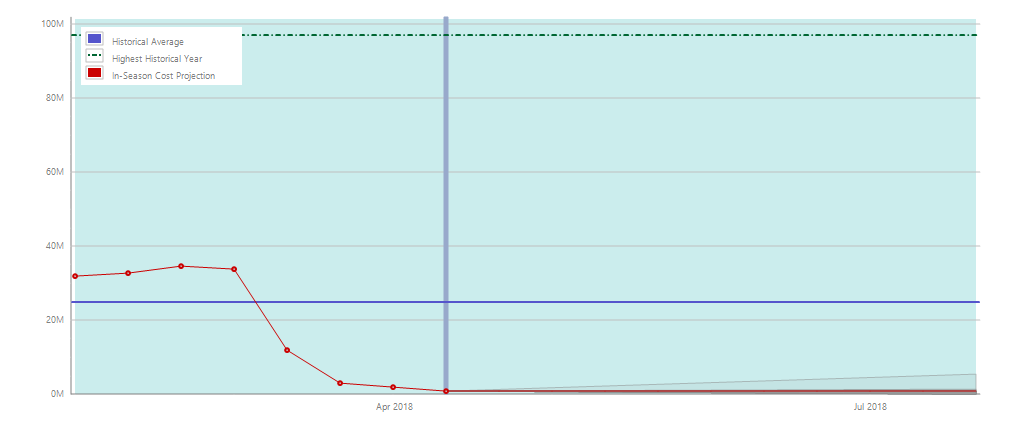 100M
Historical Average
Highest Historical Year
In-Season Cost Projection
80M
60M
40M
20M
0M
Apr 2018 Jul 2018